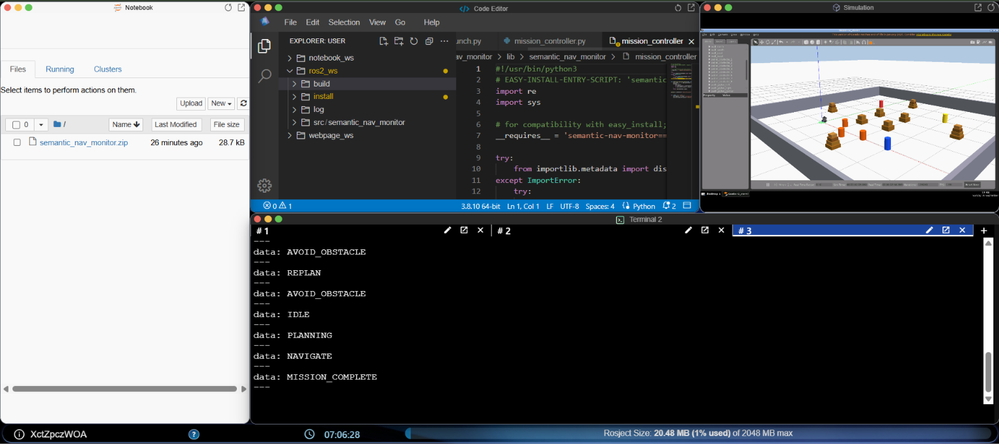 Notebook
Files
Running
Clusters
Select items to perform actions on them.
Upload
New
0
/
Name
Last Modified
File size
semantic_nav_monitor.zip
26 minutes ago
28.7 kB
</> Code Editor
File Edit Selection View Go Help
EXPLORER: USER
notebook_ws
ros2_ws
build
install
log
src/semantic_nav_monitor
webpage_ws
unch.py
mission_controller.py
mission_controller
av_monitor > lib > semantic_nav_monitor > mission_controller
1 #!/usr/bin/python3
2 # EASY-INSTALL-ENTRY-SCRIPT: 'semantic
3 import re
4 import sys
5
6 # for compatibility with easy_install;
7 __requires__ = 'semantic-nav-monitor==
8
9 try:
10 from importlib.metadata import dis
11 except ImportError:
12 try:
0 1 3.8.10 64-bit Ln 1, Col 1 LF UTF-8 Spaces: 4 Python 2
Simulation
Property Value
Terminal 2
#1
#2
#3
---
data: AVOID_OBSTACLE
---
data: REPLAN
---
data: AVOID_OBSTACLE
---
data: IDLE
---
data: PLANNING
---
data: NAVIGATE
---
data: MISSION_COMPLETE
---
XctZpczWOA
?
07:06:28
Rosject Size: 20.48 MB (1% used) of 2048 MB max